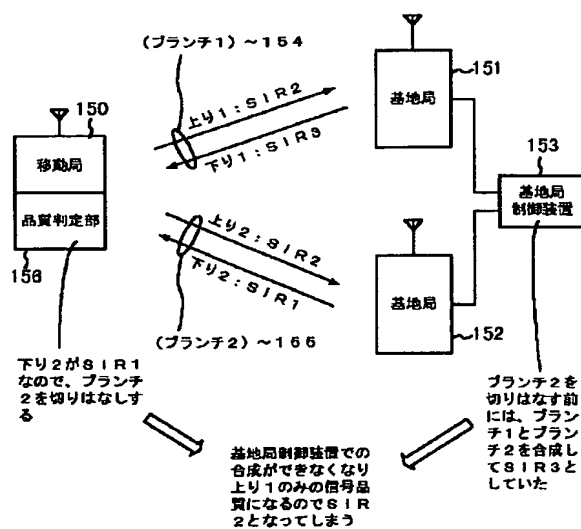 (ブランチ1)～154
150
移動局
品質判定部
156
上り1:SIR2
下り1:SIR3
151
基地局
153
基地局
制御装置
上り2:SIR2
下り2:SIR1
基地局
152
(ブランチ2)～155
下り2がSIR1
なので、ブランチ
2を切りはなしす
る
ブランチ2を
切りはなす前
には、ブラン
チ1とブラン
チ2を合成し
てSIR3と
していた
基地局制御装置での
合成ができなくなり
上り1のみの信号品
質になるのでSIR
2となってしまう